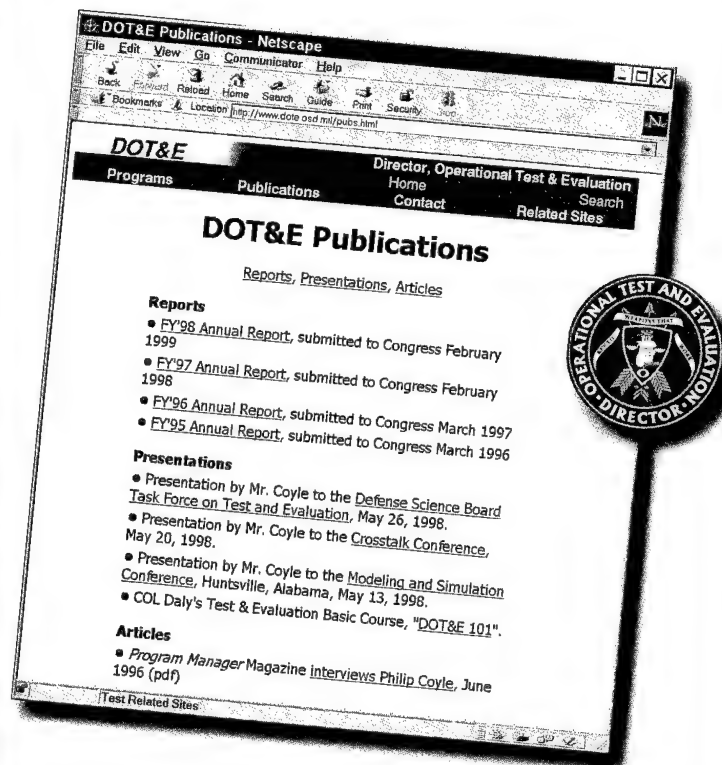 DOT&E Publications - Netscape
File Edit View Go Communicator Help
Back Forward Reload Home Search Guide Print Security Stop
Bookmarks Location http://www.dote.osd.mil/pubs.html
DOT&E
Director, Operational Test & Evaluation
Home Search
Programs Publications Contact Related Sites
DOT&E Publications
Reports, Presentations, Articles
Reports
• FY'98 Annual Report, submitted to Congress February
1999
• FY'97 Annual Report, submitted to Congress February
1998
• FY'96 Annual Report, submitted to Congress March 1997
• FY'95 Annual Report, submitted to Congress March 1996
Presentations
• Presentation by Mr. Coyle to the Defense Science Board
Task Force on Test and Evaluation, May 26, 1998.
• Presentation by Mr. Coyle to the Crosstalk Conference,
May 20, 1998.
• Presentation by Mr. Coyle to the Modeling and Simulation
Conference, Huntsville, Alabama, May 13, 1998.
• COL Daly's Test & Evaluation Basic Course, "DOT&E 101".
Articles
• Program Manager Magazine interviews Philip Coyle, June
1996 (pdf)
Test Related Sites
OPERATIONAL TEST AND EVALUATION
DIRECTOR
WEAPONS THAT